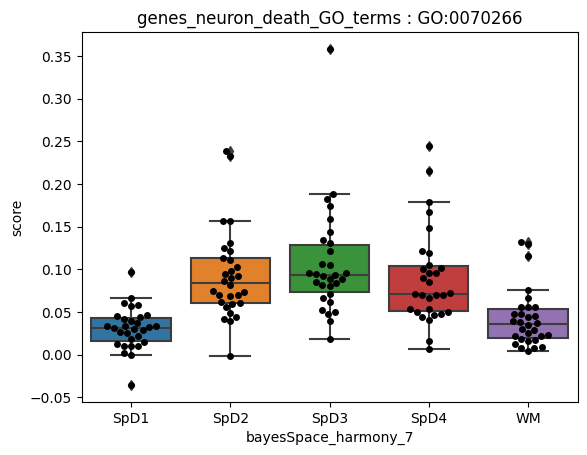 genes_neuron_death_GO_terms : GO:0070266
score
0.35
0.30
0.25
0.20
0.15
0.10
0.05
0.00
−0.05
SpD1 SpD2 SpD3 SpD4 WM
bayesSpace_harmony_7